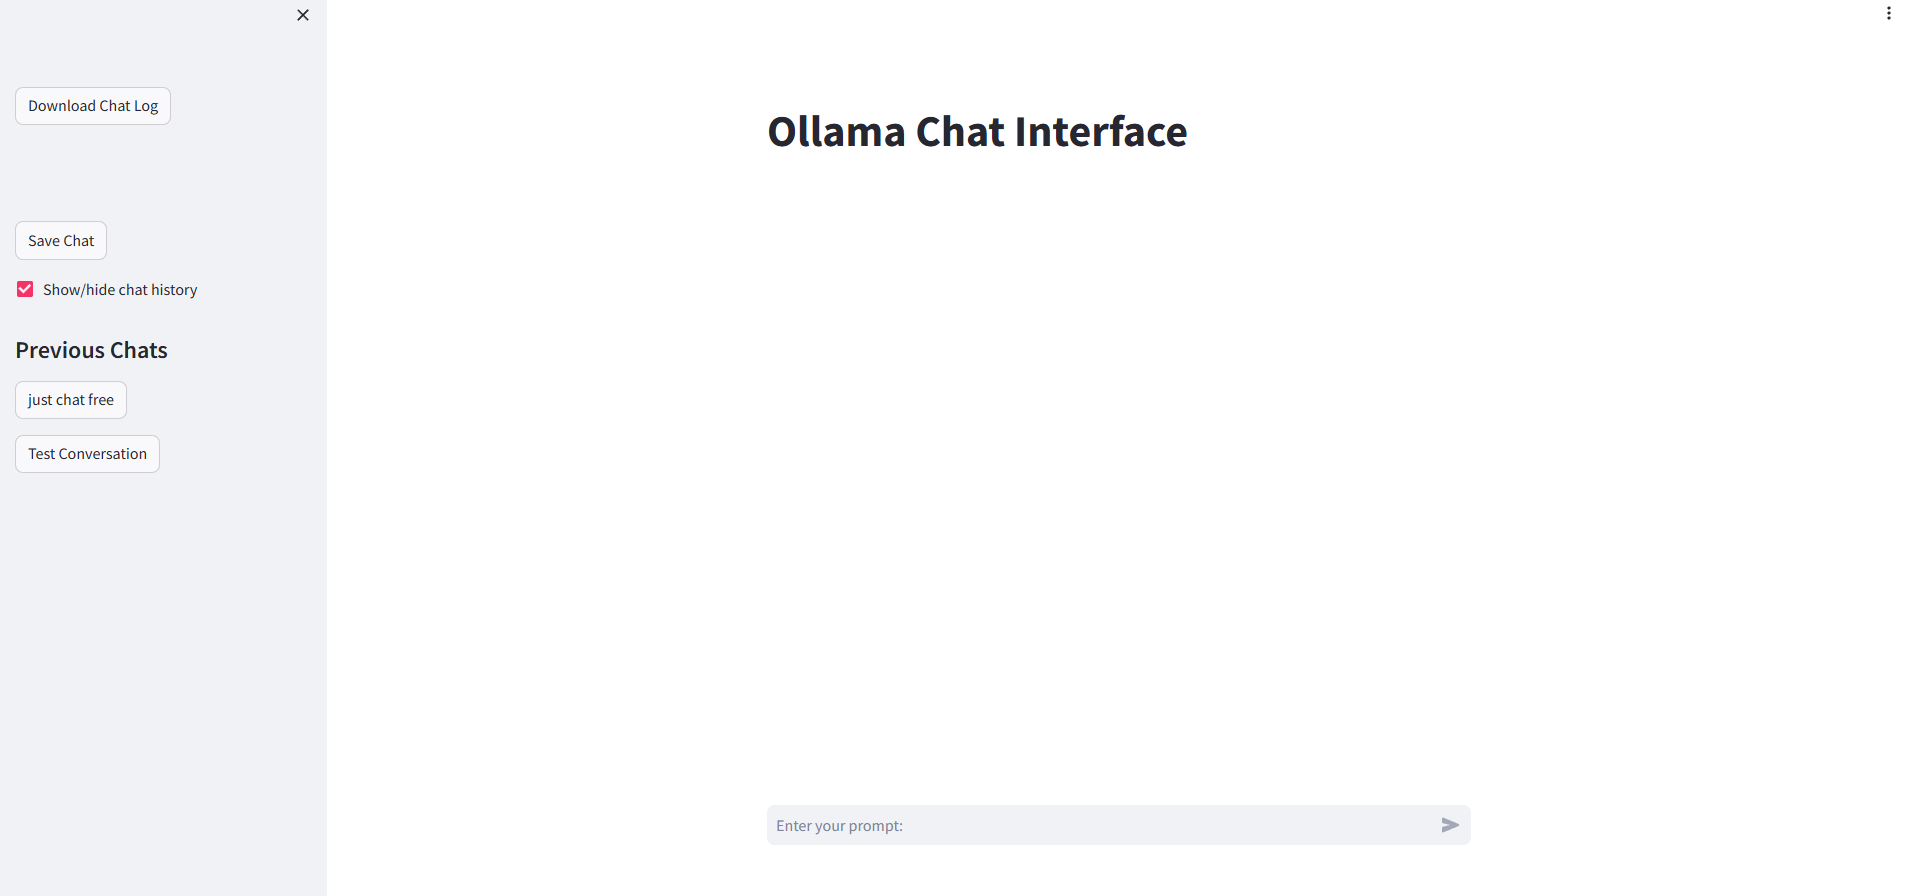 Download Chat Log
Save Chat
Show/hide chat history
Previous Chats
just chat free
Test Conversation
Ollama Chat Interface
Enter your prompt: